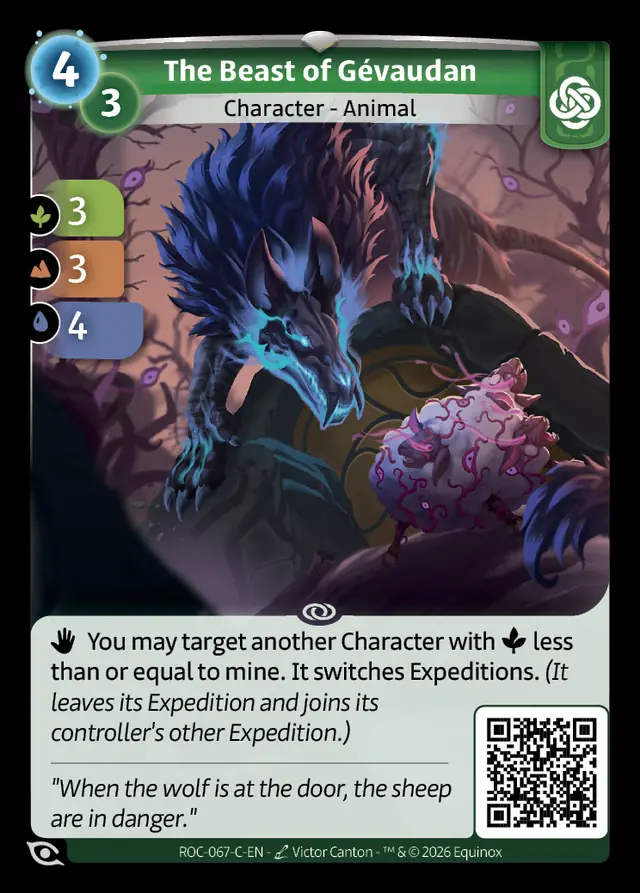 4
The Beast of Gévaudan
3
Character - Animal
3
3
4
You may target another Character with less
than or equal to mine. It switches Expeditions. (It
leaves its Expedition and joins its
controller's other Expedition.)
"When the wolf is at the door, the sheep
are in danger."
ROC-067-C-EN - Victor Canton - ™ & © 2026 Equinox